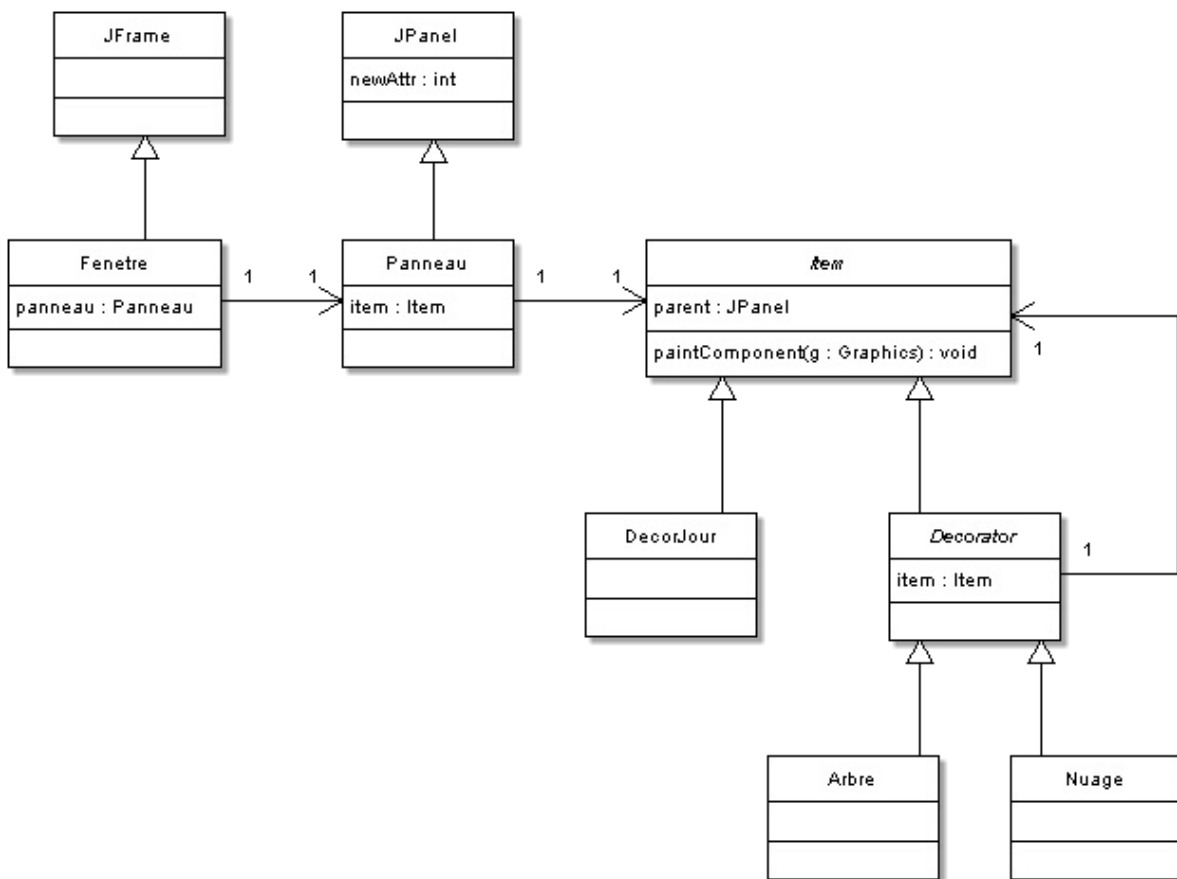 JFrame
JPanel
newAttr : int
Fenetre
panneau : Panneau
1
1
Panneau
item : Item
1
1
Item
parent : JPanel
paintComponent(g : Graphics) : void
1
DecorJour
Decorator
item : Item
1
Arbre
Nuage